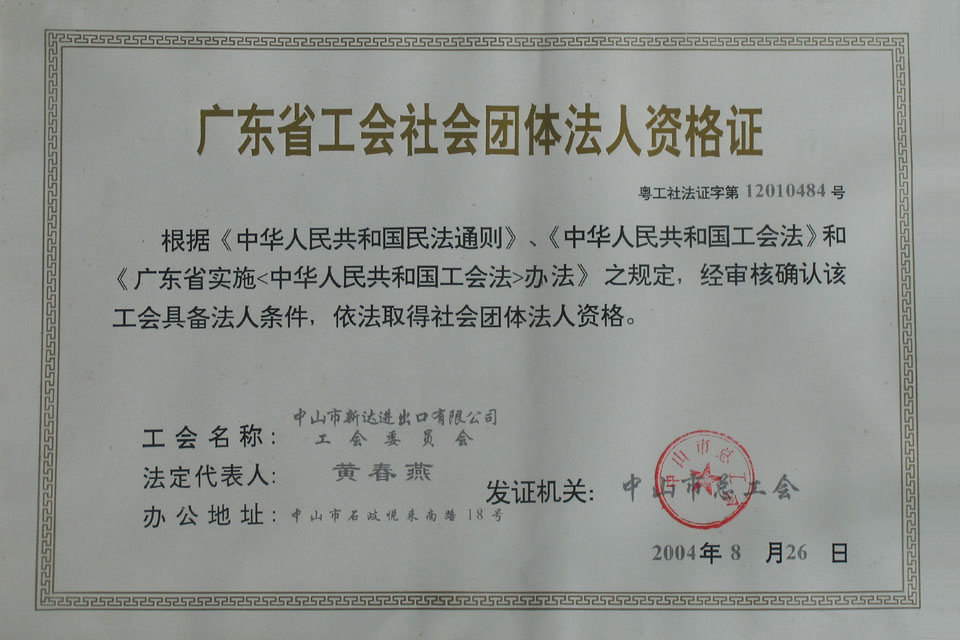 广东省工会社会团体法人资格证
粤工社法证字第 12010484 号
根据《中华人民共和国民法通则》、《中华人民共和国工会法》和
《广东省实施<中华人民共和国工会法>办法》之规定，经审核确认该
工会具备法人条件，依法取得社会团体法人资格。
中山市新达进出口有限公司
工会名称：工会委员会
法定代表人：黄春燕
办公地址：中山市石岐悦来南路18号
发证机关：中山市总工会
中山市总工会
2004年8月26日